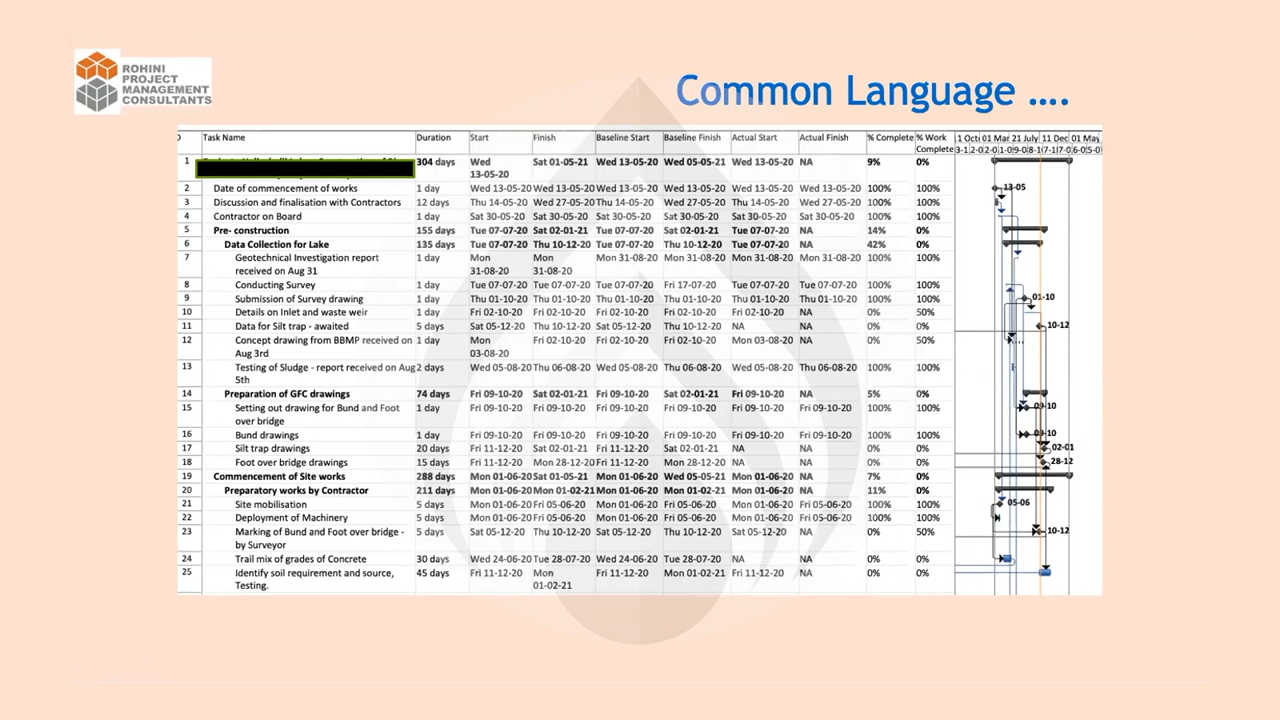 ROHINI
PROJECT
MANAGEMENT
CONSULTANTS
Common Language ....
Task Name Duration Start Finish Baseline Start Baseline Finish Actual Start Actual Finish % Complete % Work Complete
1 304 days Wed 13-05-20 Sat 01-05-21 Wed 13-05-20 Wed 05-05-21 Wed 13-05-20 NA 9% 0%
2 Date of commencement of works 1 day Wed 13-05-20 Wed 13-05-20 Wed 13-05-20 Wed 13-05-20 Wed 13-05-20 Wed 13-05-20 100% 100% 13-05
3 Discussion and finalisation with Contractors 12 days Thu 14-05-20 Wed 27-05-20 Thu 14-05-20 Wed 27-05-20 Thu 14-05-20 Wed 27-05-20 100% 100%
4 Contractor on Board 1 day Sat 30-05-20 Sat 30-05-20 Sat 30-05-20 Sat 30-05-20 Sat 30-05-20 Sat 30-05-20 100% 100%
5 Pre- construction 155 days Tue 07-07-20 Sat 02-01-21 Tue 07-07-20 Sat 02-01-21 Tue 07-07-20 NA 14% 0%
6 Data Collection for Lake 135 days Tue 07-07-20 Thu 10-12-20 Tue 07-07-20 Thu 10-12-20 Tue 07-07-20 NA 42% 0%
7 Geotechnical Investigation report received on Aug 31 1 day Mon 31-08-20 Mon 31-08-20 Mon 31-08-20 Mon 31-08-20 Mon 31-08-20 Mon 31-08-20 100% 100%
8 Conducting Survey 1 day Tue 07-07-20 Tue 07-07-20 Tue 07-07-20 Fri 17-07-20 Tue 07-07-20 Tue 07-07-20 100% 100%
9 Submission of Survey drawing 1 day Thu 01-10-20 Thu 01-10-20 Thu 01-10-20 Thu 01-10-20 Thu 01-10-20 Thu 01-10-20 100% 100% 01-10
10 Details on Inlet and waste weir 1 day Fri 02-10-20 Fri 02-10-20 Fri 02-10-20 Fri 02-10-20 Fri 02-10-20 NA 0% 50%
11 Data for Silt trap - awaited 5 days Sat 05-12-20 Thu 10-12-20 Sat 05-12-20 Thu 10-12-20 NA NA 0% 0% 10-12
12 Concept drawing from BBMP received on Aug 3rd 1 day Mon 03-08-20 Fri 02-10-20 Fri 02-10-20 Fri 02-10-20 Mon 03-08-20 NA 0% 50%
13 Testing of Sludge - report received on Aug 5th 2 days Wed 05-08-20 Thu 06-08-20 Wed 05-08-20 Thu 06-08-20 Wed 05-08-20 Thu 06-08-20 100% 100%
14 Preparation of GFC drawings 74 days Fri 09-10-20 Sat 02-01-21 Fri 09-10-20 Sat 02-01-21 Fri 09-10-20 NA 5% 0%
15 Setting out drawing for Bund and Foot over bridge 1 day Fri 09-10-20 Fri 09-10-20 Fri 09-10-20 Fri 09-10-20 Fri 09-10-20 Fri 09-10-20 100% 100% 09-10
16 Bund drawings 1 day Fri 09-10-20 Fri 09-10-20 Fri 09-10-20 Fri 09-10-20 Fri 09-10-20 Fri 09-10-20 100% 100% 09-10
17 Silt trap drawings 20 days Fri 11-12-20 Sat 02-01-21 Fri 11-12-20 Sat 02-01-21 NA NA 0% 0% 02-01
18 Foot over bridge drawings 15 days Fri 11-12-20 Mon 28-12-20 Fri 11-12-20 Mon 28-12-20 NA NA 0% 0% 28-12
19 Commencement of Site works 288 days Mon 01-06-20 Sat 01-05-21 Mon 01-06-20 Wed 05-05-21 Mon 01-06-20 NA 7% 0%
20 Preparatory works by Contractor 211 days Mon 01-06-20 Mon 01-02-21 Mon 01-06-20 Mon 01-02-21 Mon 01-06-20 NA 11% 0%
21 Site mobilisation 5 days Mon 01-06-20 Fri 05-06-20 Mon 01-06-20 Fri 05-06-20 Mon 01-06-20 Fri 05-06-20 100% 100% 05-06
22 Deployment of Machinery 5 days Mon 01-06-20 Fri 05-06-20 Mon 01-06-20 Fri 05-06-20 Mon 01-06-20 Fri 05-06-20 100% 100%
23 Marking of Bund and Foot over bridge - by Surveyor 5 days Sat 05-12-20 Thu 10-12-20 Sat 05-12-20 Thu 10-12-20 Sat 05-12-20 NA 0% 50% 10-12
24 Trail mix of grades of Concrete 30 days Wed 24-06-20 Tue 28-07-20 Wed 24-06-20 Tue 28-07-20 NA NA 0% 0%
25 Identify soil requirement and source, Testing. 45 days Fri 11-12-20 Mon 01-02-21 Fri 11-12-20 Mon 01-02-21 Fri 11-12-20 NA 0% 0%